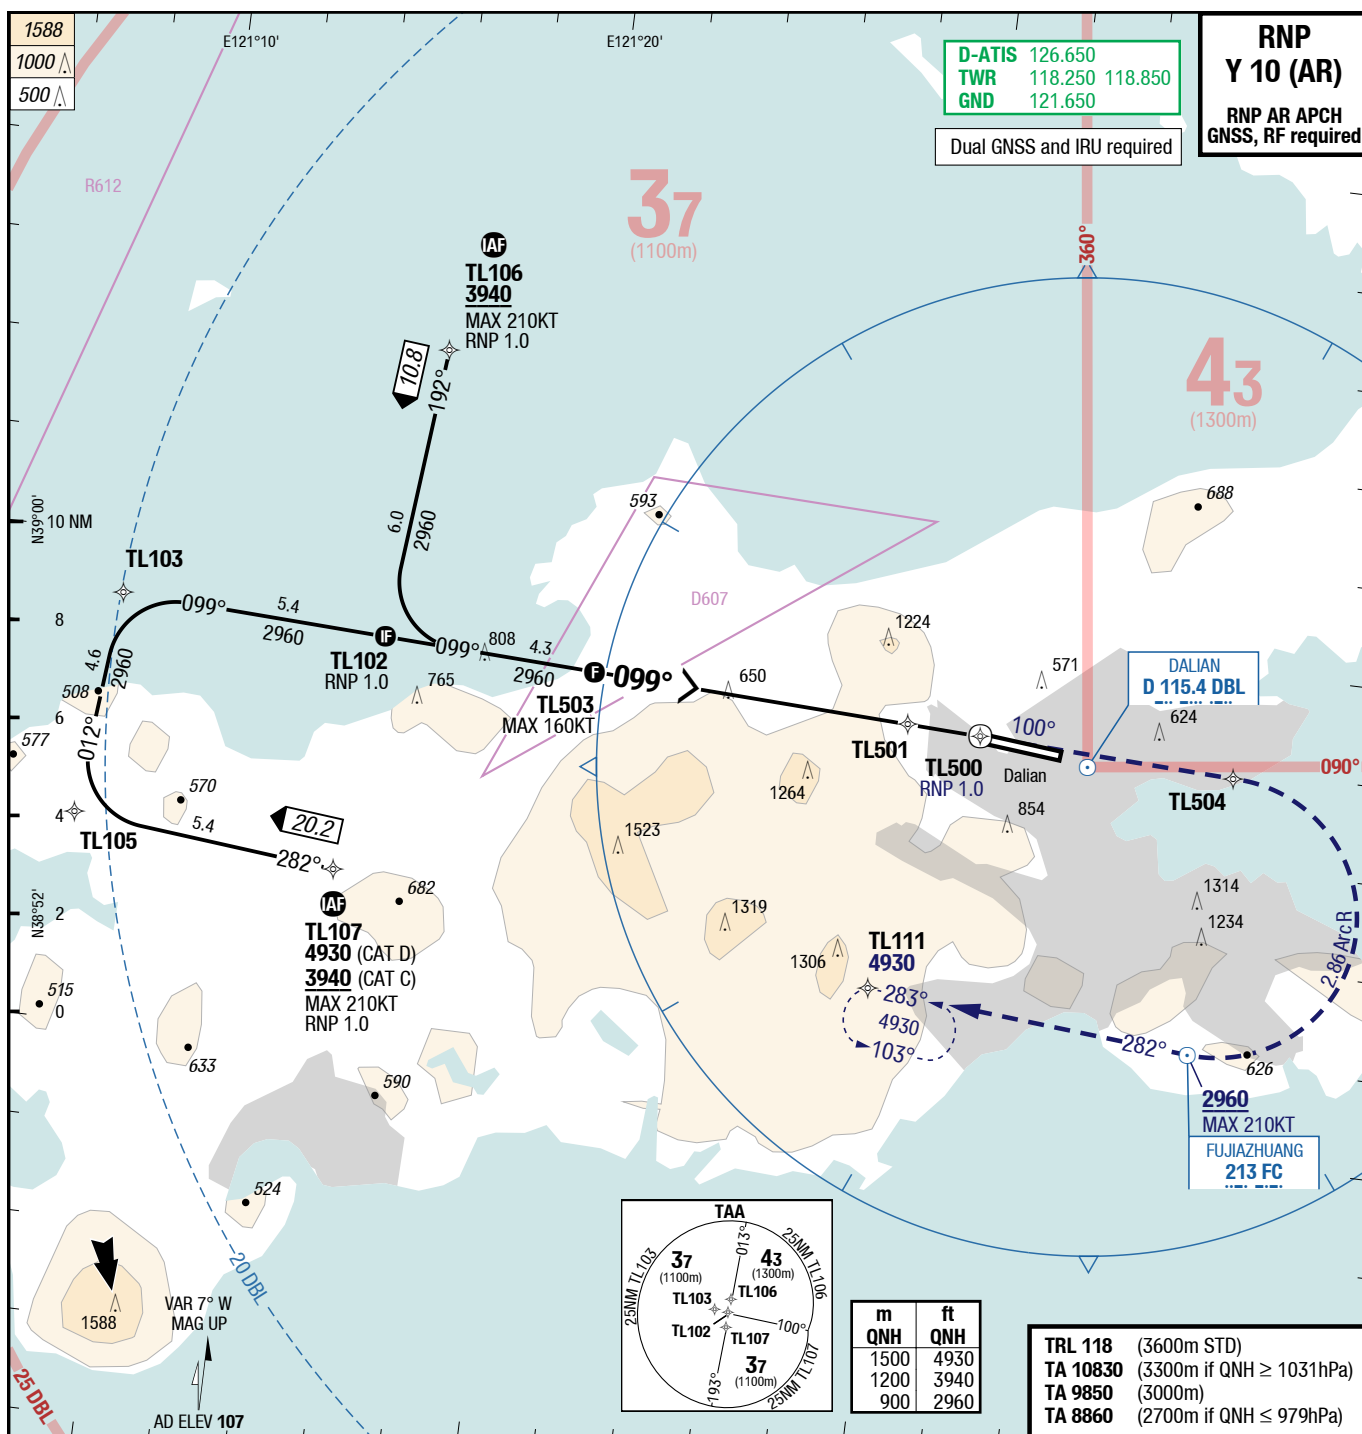 1588
1000
500
E121°10'
E121°20'
D-ATIS 126.650
TWR 118.250 118.850
GND 121.650
RNP
Y 10 (AR)
RNP AR APCH
GNSS, RF required
Dual GNSS and IRU required
R612
37
(1100m)
360°
43
(1300m)
IAF
TL106
3940
MAX 210KT
RNP 1.0
10.8
192°
6.0
2960
593
688
N39°00'
10 NM
TL103
D607
099°
5.4
2960
IF
TL102
RNP 1.0
099°
808
4.3
2960
F
099°
TL503
MAX 160KT
765
650
1224
571
DALIAN
D 115.4 DBL
624
8
4.6
2960
508
6
012°
577
TL501
TL500
RNP 1.0
100°
Dalian
090°
TL504
570
4
TL105
5.4
20.2
282°
1264
854
1523
IAF
TL107
4930 (CAT D)
3940 (CAT C)
MAX 210KT
RNP 1.0
682
N38°52'
2
1319
1306
TL111
4930
283°
4930
103°
1314
1234
2.86 Arc R
515
0
633
590
282°
626
2960
MAX 210KT
FUJIAZHUANG
213 FC
524
20 DBL
1588
VAR 7° W
MAG UP
25 DBL
AD ELEV 107
TAA
013°
25NM TL103
25NM TL106
37
(1100m)
43
(1300m)
TL103
TL106
TL102
TL107
100°
37
(1100m)
193°
25NM TL107
m ft
QNH QNH
1500 4930
1200 3940
900 2960
TRL 118 (3600m STD)
TA 10830 (3300m if QNH ≥ 1031hPa)
TA 9850 (3000m)
TA 8860 (2700m if QNH ≤ 979hPa)